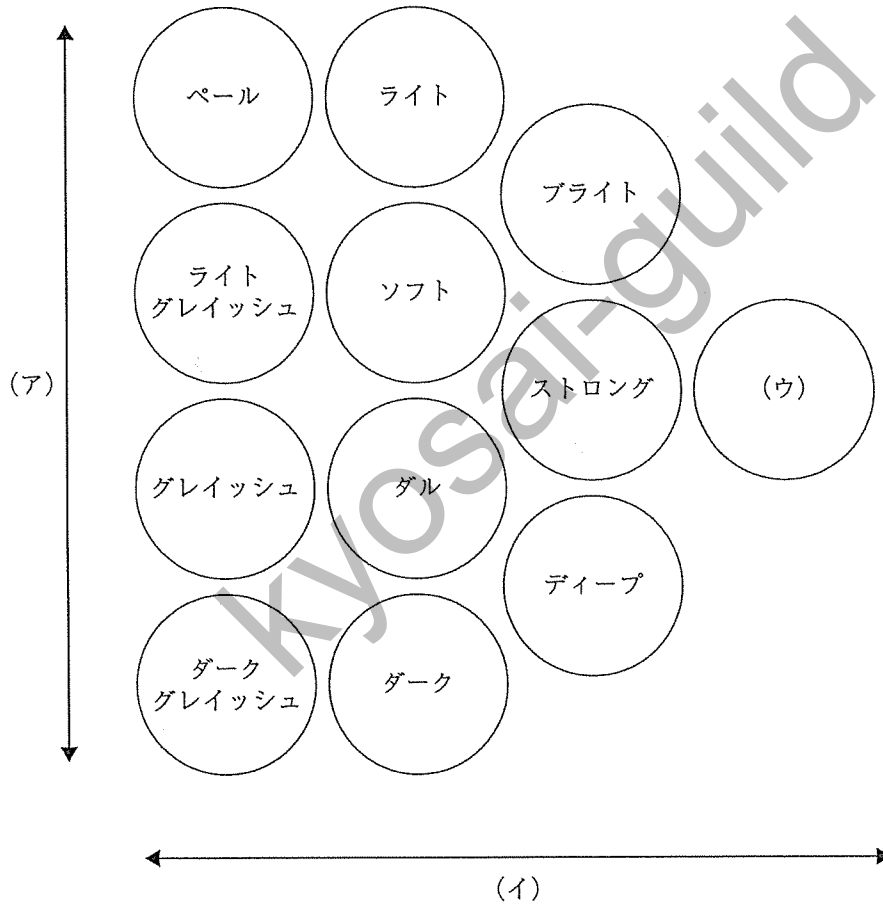 ペール
ライト
ブライト
ライト
グレイッシュ
ソフト
(ア)
ストロング
(ウ)
グレイッシュ
ダル
ディープ
ダーク
グレイッシュ
ダーク
(イ)
kyosai-guild